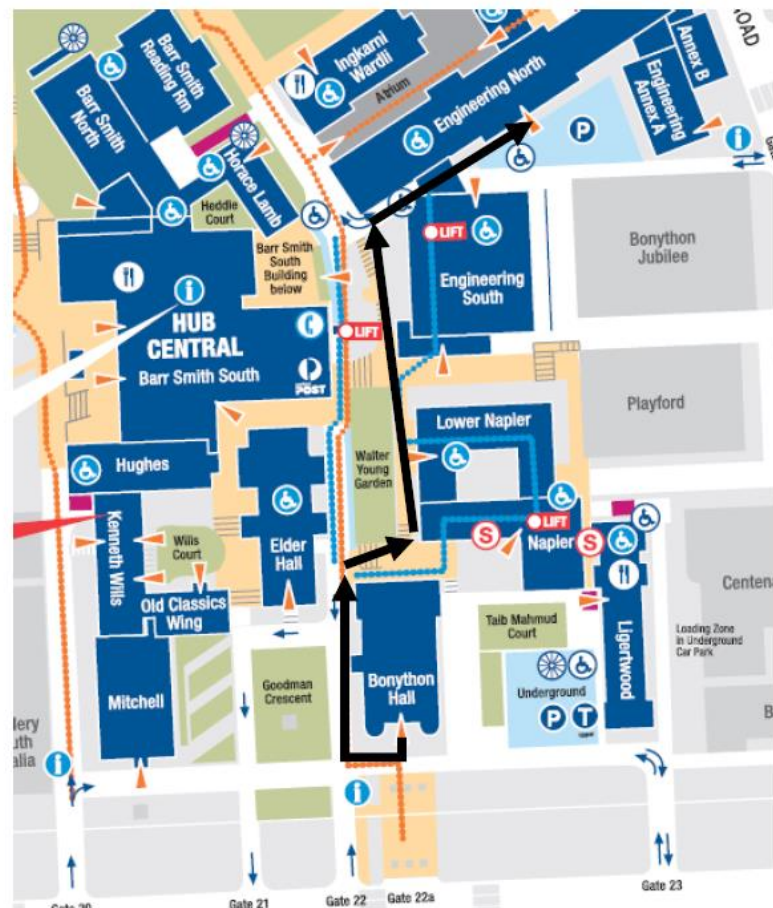 Barr Smith
Reading Rm
Barr Smith
North
Ingkarni
Wardli
Atrium
Engineering North
ROAD
Annex B
Engineering
Annex A
P
i
Horace Lamb
Heddle
Court
Barr Smith
South
Building
below
LIFT
Engineering
South
Bonython
Jubilee
i
HUB
CENTRAL
Barr Smith South
POST
LIFT
Playford
Lower Napier
Walter
Young
Garden
Hughes
Kenneth Wills
Wills
Court
Elder
Hall
LIFT
S
Napier
S
Old Classics
Wing
Mitchell
Goodman
Crescent
Bonython
Hall
Taib Mahmud
Court
Underground
P
T
Ligertwood
Loading Zone
in Underground
Car Park
i
i
Gate 21
Gate 22
Gate 22a
Gate 23